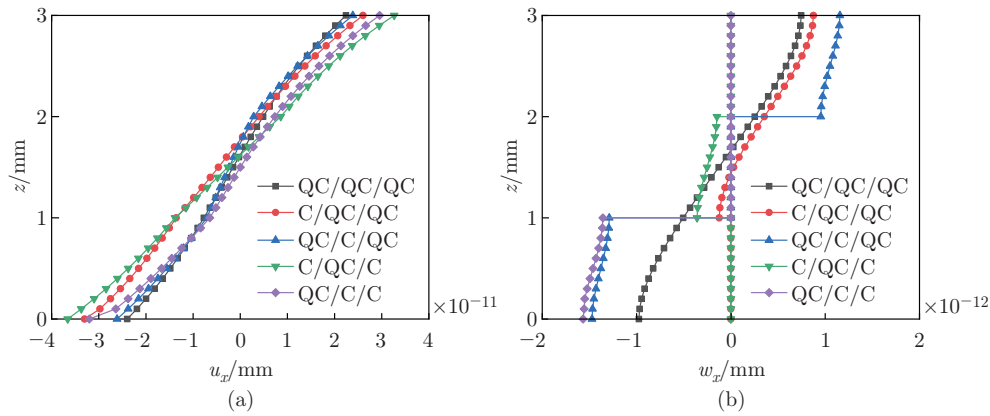 3
2
1
0
z/mm
QC/QC/QC
C/QC/QC
QC/C/QC
C/QC/C
QC/C/C
×10−11
−4 −3 −2 −1 0 1 2 3 4
ux/mm
(a)
3
2
1
0
z/mm
QC/QC/QC
C/QC/QC
QC/C/QC
C/QC/C
QC/C/C
×10−12
−2 −1 0 1 2
wx/mm
(b)